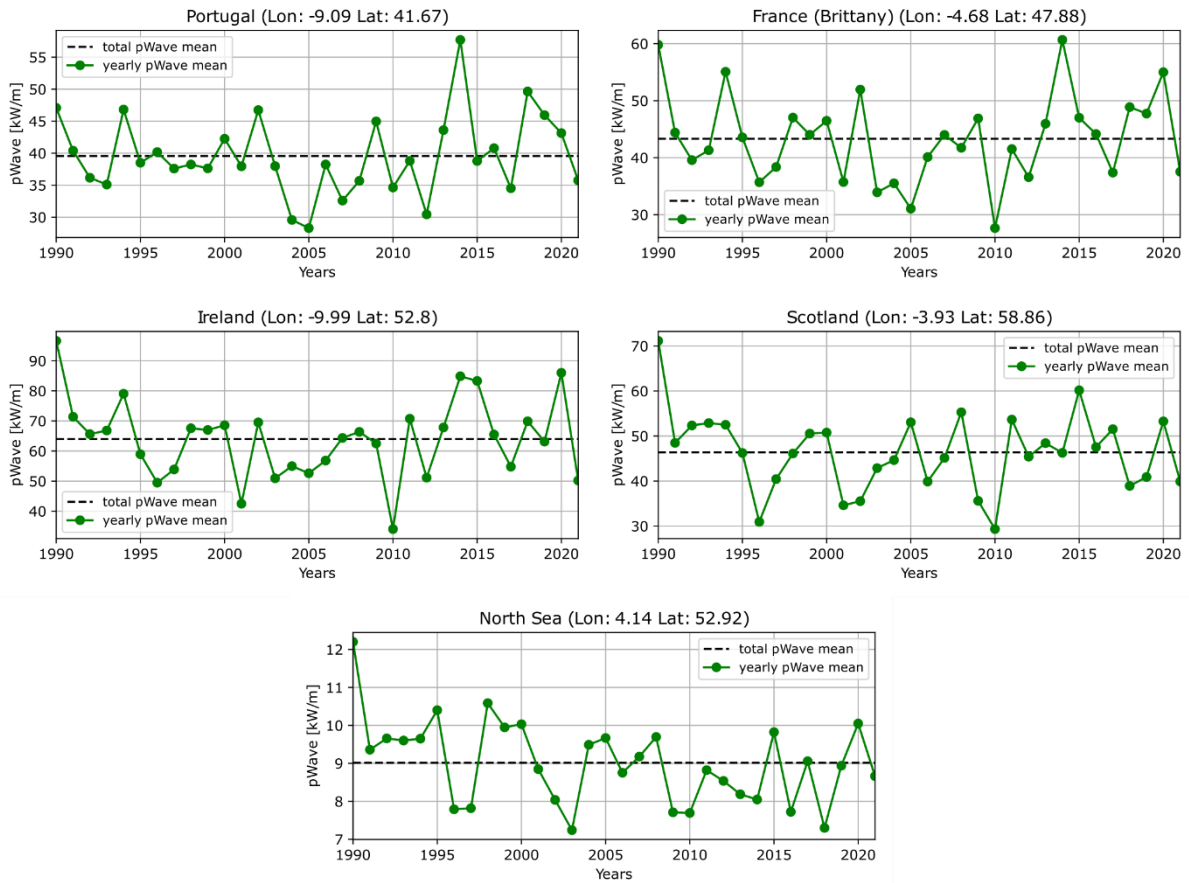 Portugal (Lon: -9.09 Lat: 41.67)
total pWave mean
yearly pWave mean
pWave [kW/m]
55
50
45
40
35
30
1990 1995 2000 2005 2010 2015 2020
Years
France (Brittany) (Lon: -4.68 Lat: 47.88)
pWave [kW/m]
60
50
40
30
total pWave mean
yearly pWave mean
1990 1995 2000 2005 2010 2015 2020
Years
Ireland (Lon: -9.99 Lat: 52.8)
pWave [kW/m]
90
80
70
60
50
40
total pWave mean
yearly pWave mean
1990 1995 2000 2005 2010 2015 2020
Years
Scotland (Lon: -3.93 Lat: 58.86)
total pWave mean
yearly pWave mean
pWave [kW/m]
70
60
50
40
30
1990 1995 2000 2005 2010 2015 2020
Years
North Sea (Lon: 4.14 Lat: 52.92)
total pWave mean
yearly pWave mean
pWave [kW/m]
12
11
10
9
8
7
1990 1995 2000 2005 2010 2015 2020
Years